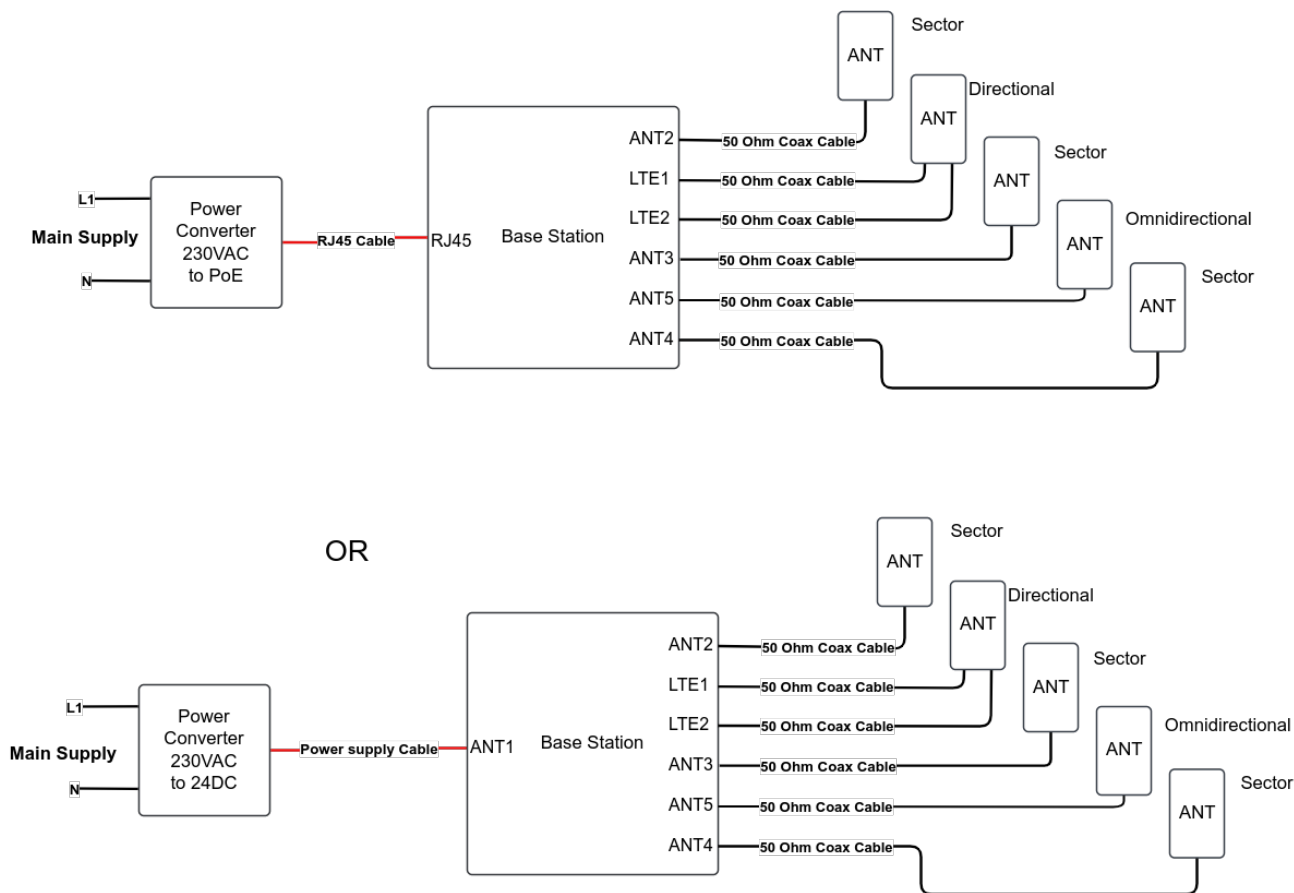 ANT
Sector
ANT
Directional
ANT
Sector
ANT
Omnidirectional
ANT
Sector
ANT2
50 Ohm Coax Cable
LTE1
50 Ohm Coax Cable
LTE2
50 Ohm Coax Cable
ANT3
50 Ohm Coax Cable
ANT5
50 Ohm Coax Cable
ANT4
50 Ohm Coax Cable
L1
Main Supply
N
Power
Converter
230VAC
to PoE
RJ45 Cable
RJ45
Base Station
OR
ANT
Sector
ANT
Directional
ANT
Sector
ANT
Omnidirectional
ANT
Sector
ANT2
50 Ohm Coax Cable
LTE1
50 Ohm Coax Cable
LTE2
50 Ohm Coax Cable
ANT3
50 Ohm Coax Cable
ANT5
50 Ohm Coax Cable
ANT4
50 Ohm Coax Cable
L1
Main Supply
N
Power
Converter
230VAC
to 24DC
Power supply Cable
ANT1
Base Station